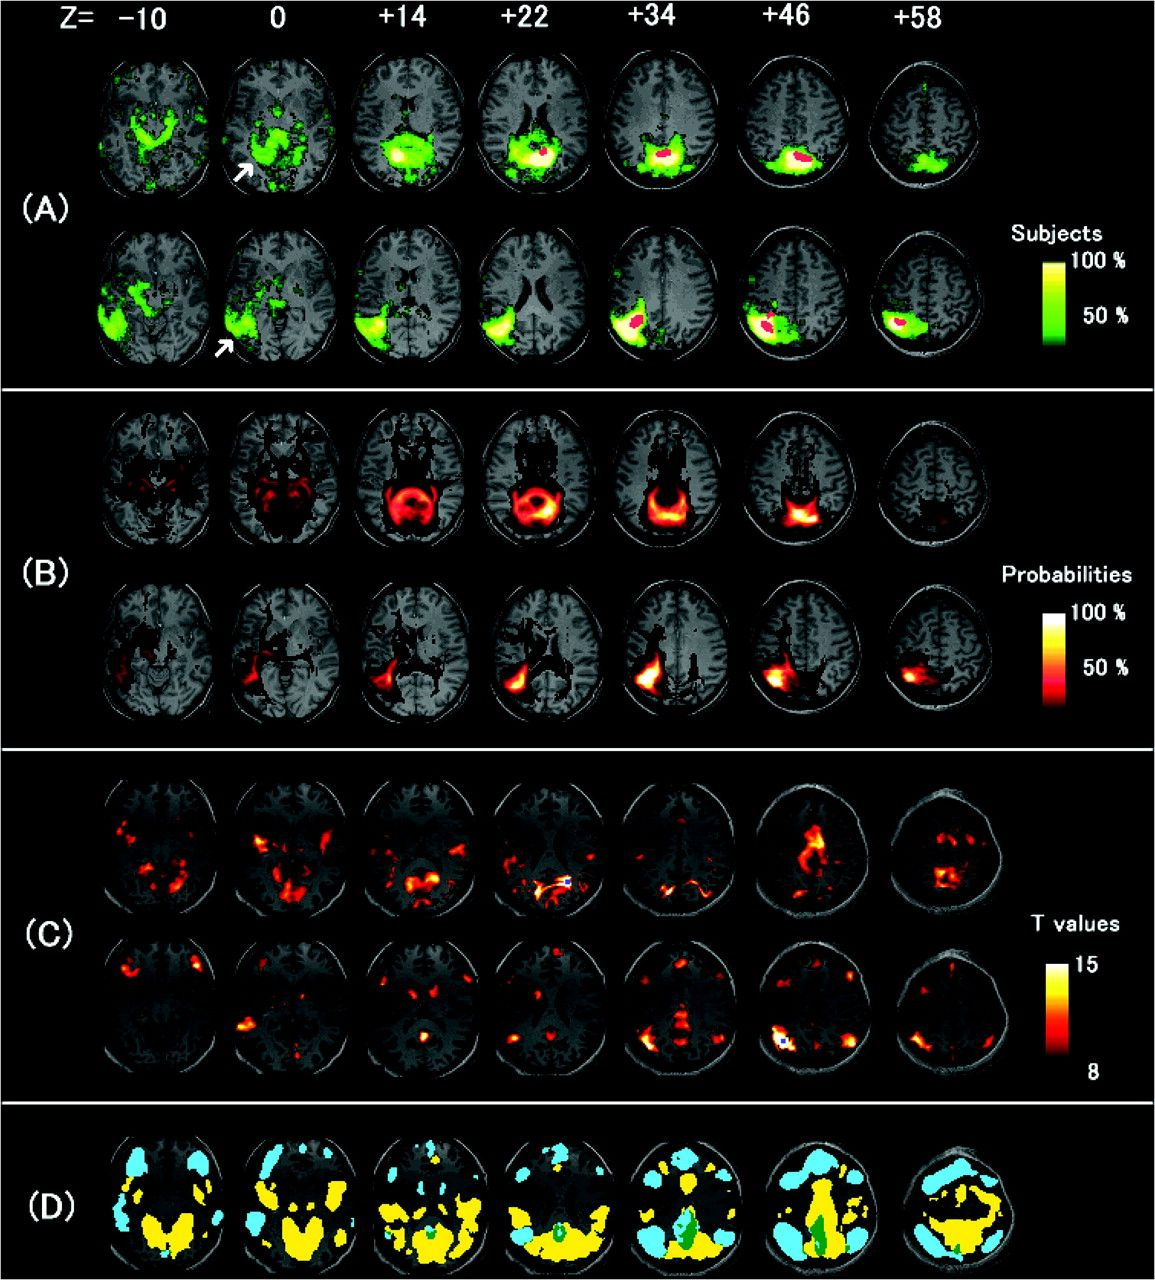 Z= −10 0 +14 +22 +34 +46 +58
(A)
Subjects
100 %
50 %
(B)
Probabilities
100 %
50 %
(C)
T values
15
8
(D)